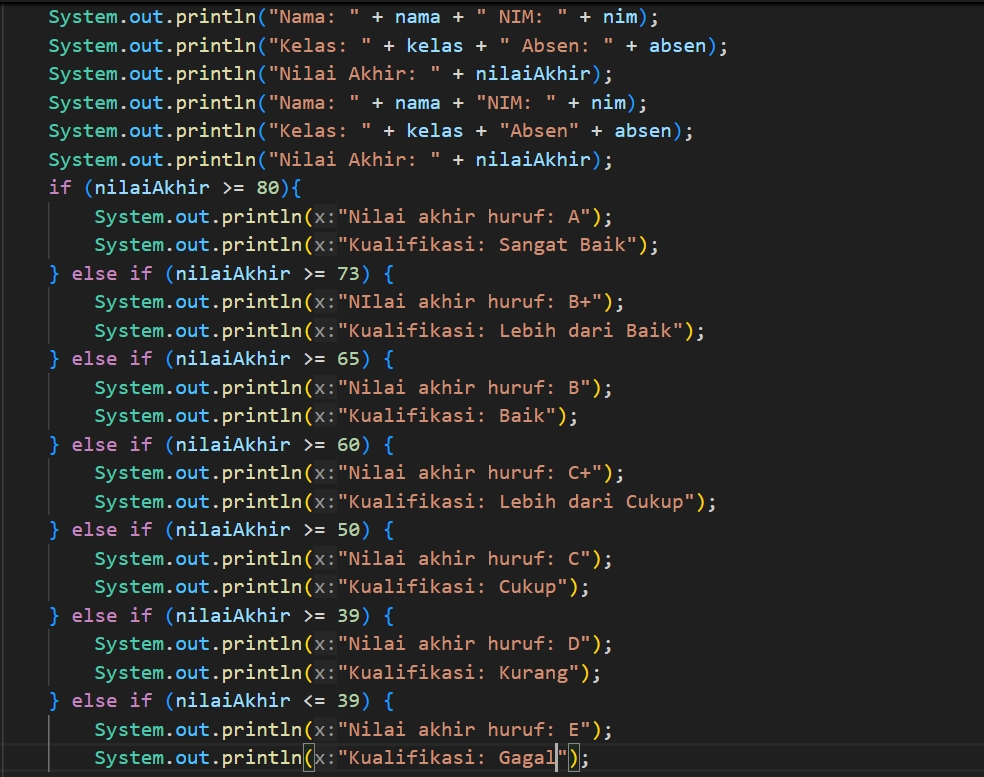 System.out.println("Nama: " + nama + " NIM: " + nim);
System.out.println("Kelas: " + kelas + " Absen: " + absen);
System.out.println("Nilai Akhir: " + nilaiAkhir);
System.out.println("Nama: " + nama + "NIM: " + nim);
System.out.println("Kelas: " + kelas + "Absen" + absen);
System.out.println("Nilai Akhir: " + nilaiAkhir);
if (nilaiAkhir >= 80){
    System.out.println(x:"Nilai akhir huruf: A");
    System.out.println(x:"Kualifikasi: Sangat Baik");
} else if (nilaiAkhir >= 73) {
    System.out.println(x:"NIlai akhir huruf: B+");
    System.out.println(x:"Kualifikasi: Lebih dari Baik");
} else if (nilaiAkhir >= 65) {
    System.out.println(x:"Nilai akhir huruf: B");
    System.out.println(x:"Kualifikasi: Baik");
} else if (nilaiAkhir >= 60) {
    System.out.println(x:"Nilai akhir huruf: C+");
    System.out.println(x:"Kualifikasi: Lebih dari Cukup");
} else if (nilaiAkhir >= 50) {
    System.out.println(x:"Nilai akhir huruf: C");
    System.out.println(x:"Kualifikasi: Cukup");
} else if (nilaiAkhir >= 39) {
    System.out.println(x:"Nilai akhir huruf: D");
    System.out.println(x:"Kualifikasi: Kurang");
} else if (nilaiAkhir <= 39) {
    System.out.println(x:"Nilai akhir huruf: E");
    System.out.println(x:"Kualifikasi: Gagal");